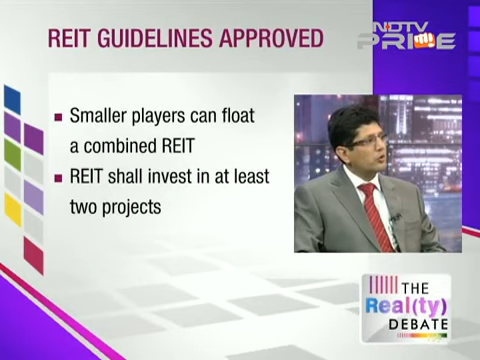 REIT GUIDELINES APPROVED
NDTV
PRIME
Smaller players can float
a combined REIT
REIT shall invest in at least
two projects
THE
Real(ty)
DEBATE